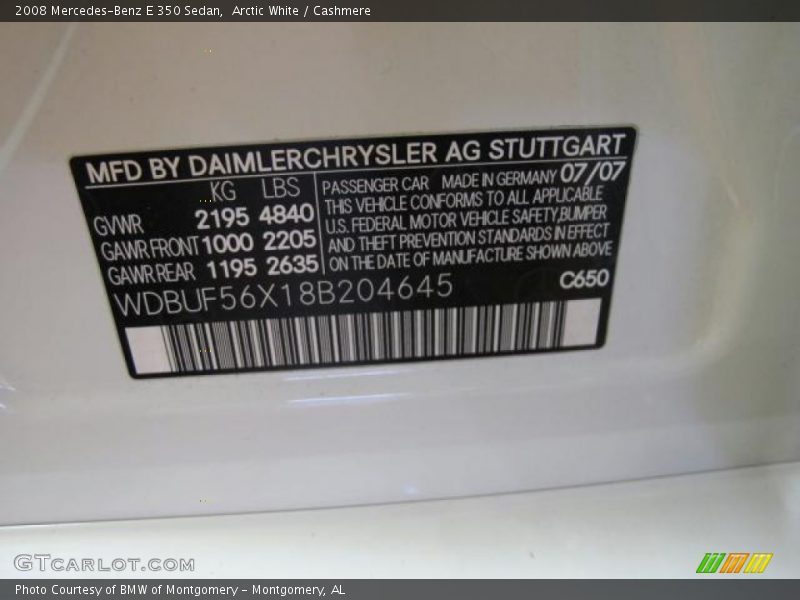 2008 Mercedes-Benz E 350 Sedan,  Arctic White / Cashmere
MFD BY DAIMLERCHRYSLER AG STUTTGART
KG LBS
GVWR 2195 4840
GAWR FRONT 1000 2205
GAWR REAR 1195 2635
PASSENGER CAR MADE IN GERMANY 07/07
THIS VEHICLE CONFORMS TO ALL APPLICABLE
U.S. FEDERAL MOTOR VEHICLE SAFETY,BUMPER
AND THEFT PREVENTION STANDARDS IN EFFECT
ON THE DATE OF MANUFACTURE SHOWN ABOVE
WDBUF56X18B204645 C650
GTCARLOT.COM
Photo Courtesy of BMW of Montgomery - Montgomery, AL